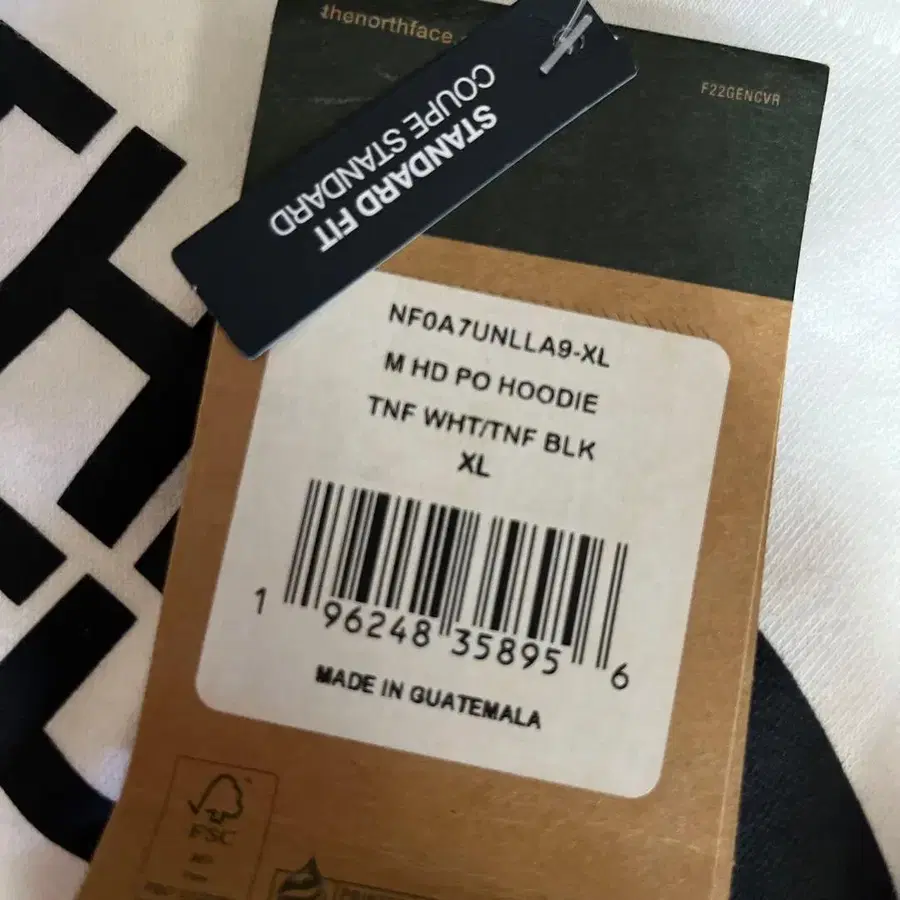 thenorthface.
F22GENCVR
STANDARD FIT
COUPE STANDARD
NF0A7UNLLA9-XL
M HD PO HOODIE
TNF WHT/TNF BLK
XL
1 96248 35895 6
MADE IN GUATEMALA
FSC